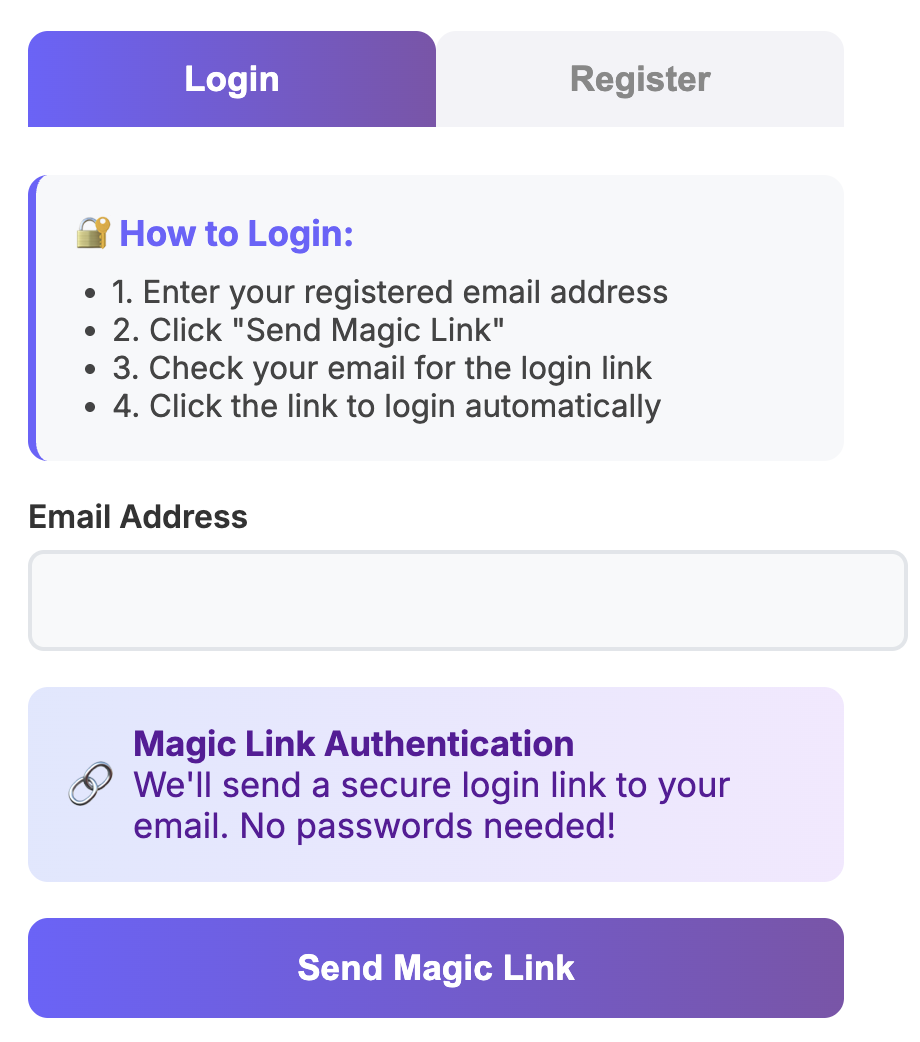 Login
Register
🔐 How to Login:
• 1. Enter your registered email address
• 2. Click "Send Magic Link"
• 3. Check your email for the login link
• 4. Click the link to login automatically
Email Address
Magic Link Authentication
We'll send a secure login link to your
email. No passwords needed!
Send Magic Link